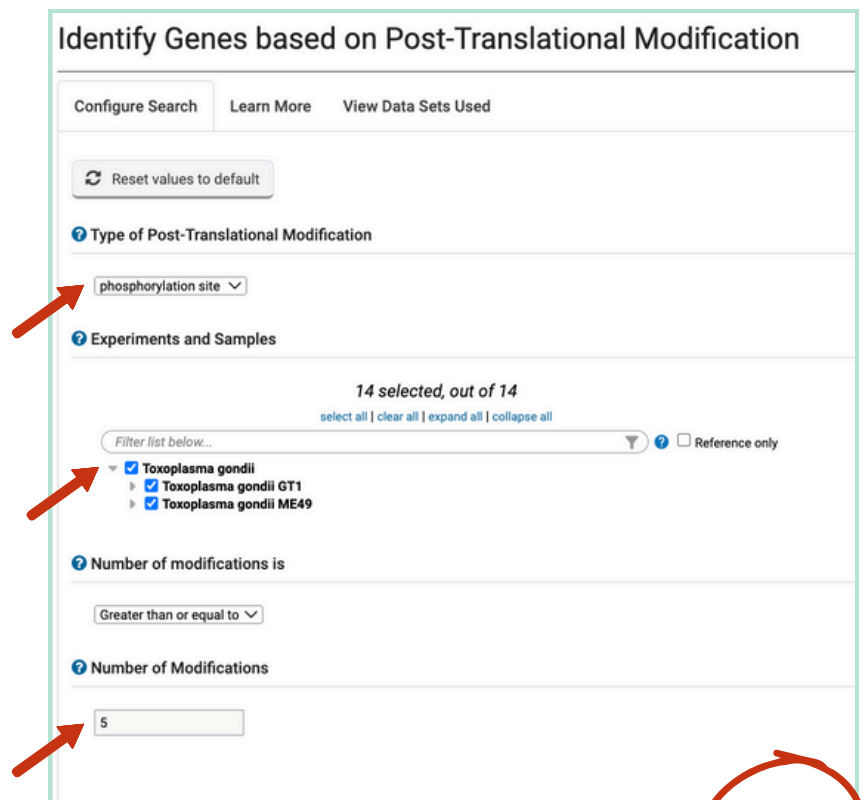 Identify Genes based on Post-Translational Modification
Configure Search Learn More View Data Sets Used
Reset values to default
Type of Post-Translational Modification
phosphorylation site
Experiments and Samples
14 selected, out of 14
select all | clear all | expand all | collapse all
Filter list below... Reference only
Toxoplasma gondii
Toxoplasma gondii GT1
Toxoplasma gondii ME49
Number of modifications is
Greater than or equal to
Number of Modifications
5